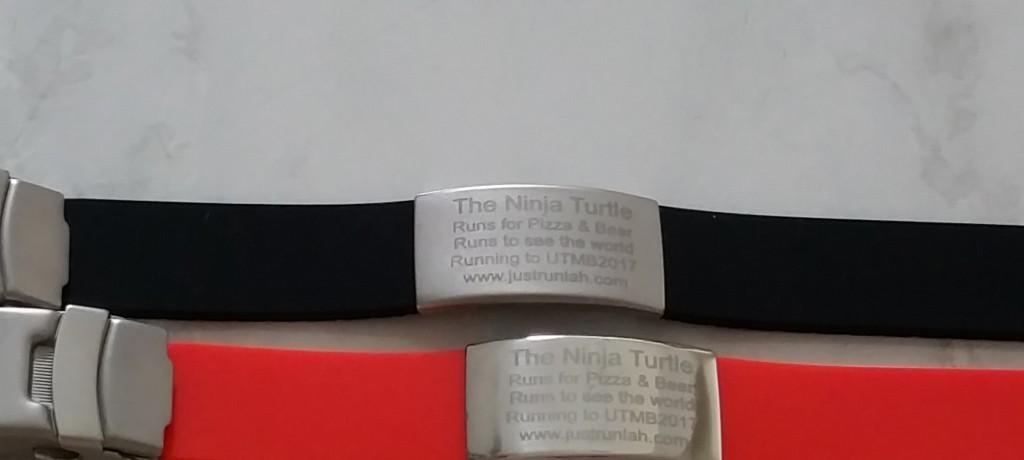 The Ninja Turtle
Runs for Pizza & Beer
Runs to see the world
Running to UTMB2017
www.justrunlah.com
The Ninja Turtle
Runs for Pizza & Beer
Runs to see the world
Running to UTMB2017
www.justrunlah.com